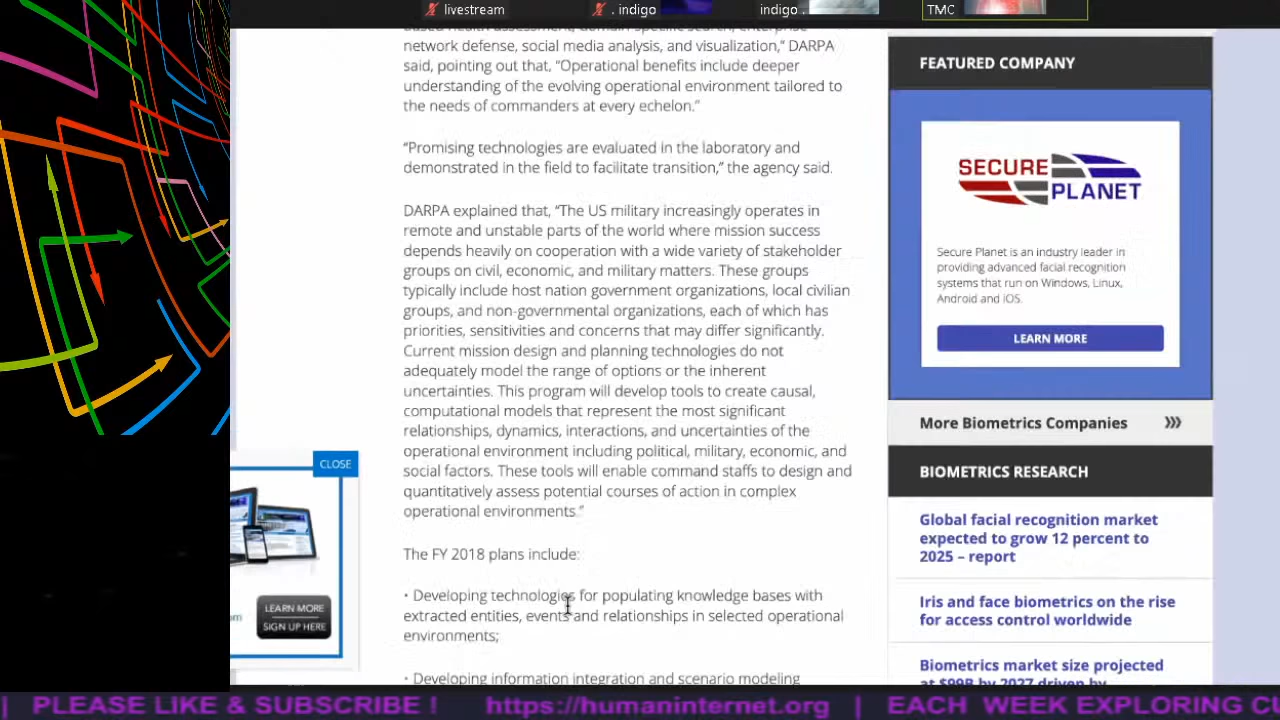 livestream
. indigo
indigo .
TMC
based health assessment, domain-specific search, enterprise
network defense, social media analysis, and visualization,” DARPA
said, pointing out that, “Operational benefits include deeper
understanding of the evolving operational environment tailored to
the needs of commanders at every echelon.”
“Promising technologies are evaluated in the laboratory and
demonstrated in the field to facilitate transition,” the agency said.
DARPA explained that, “The US military increasingly operates in
remote and unstable parts of the world where mission success
depends heavily on cooperation with a wide variety of stakeholder
groups on civil, economic, and military matters. These groups
typically include host nation government organizations, local civilian
groups, and non-governmental organizations, each of which has
priorities, sensitivities and concerns that may differ significantly.
Current mission design and planning technologies do not
adequately model the range of options or the inherent
uncertainties. This program will develop tools to create causal,
computational models that represent the most significant
relationships, dynamics, interactions, and uncertainties of the
operational environment including political, military, economic, and
social factors. These tools will enable command staffs to design and
quantitatively assess potential courses of action in complex
operational environments.”
The FY 2018 plans include:
• Developing technologies for populating knowledge bases with
extracted entities, events and relationships in selected operational
environments;
• Developing information integration and scenario modeling
FEATURED COMPANY
SECURE
PLANET
Secure Planet is an industry leader in
providing advanced facial recognition
systems that run on Windows, Linux,
Android and iOS.
LEARN MORE
More Biometrics Companies
BIOMETRICS RESEARCH
Global facial recognition market
expected to grow 12 percent to
2025 – report
Iris and face biometrics on the rise
for access control worldwide
Biometrics market size projected
at $99B by 2027 driven by
CLOSE
LEARN MORE
SIGN UP HERE
| PLEASE LIKE & SUBSCRIBE ! https://humaninternet.org | EACH WEEK EXPLORING CU